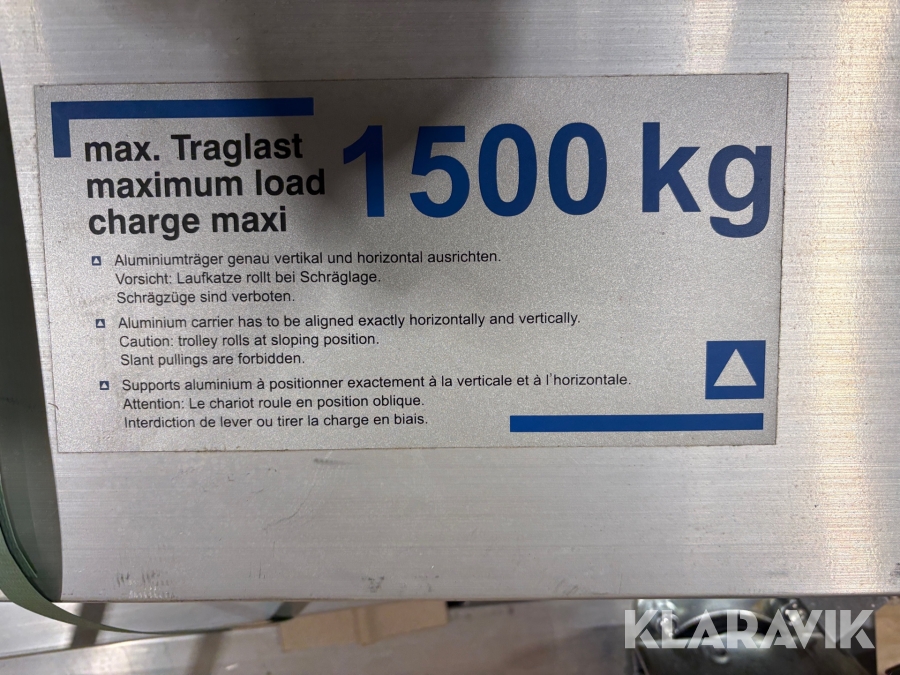 max. Traglast
maximum load
charge maxi
1500 kg
Aluminiumträger genau vertikal und horizontal ausrichten.
Vorsicht: Laufkatze rollt bei Schräglage.
Schrägzüge sind verboten.
Aluminium carrier has to be aligned exactly horizontally and vertically.
Caution: trolley rolls at sloping position.
Slant pullings are forbidden.
Supports aluminium à positionner exactement à la verticale et à l'horizontale.
Attention: Le chariot roule en position oblique.
Interdiction de lever ou tirer la charge en biais.
KLARAVIK